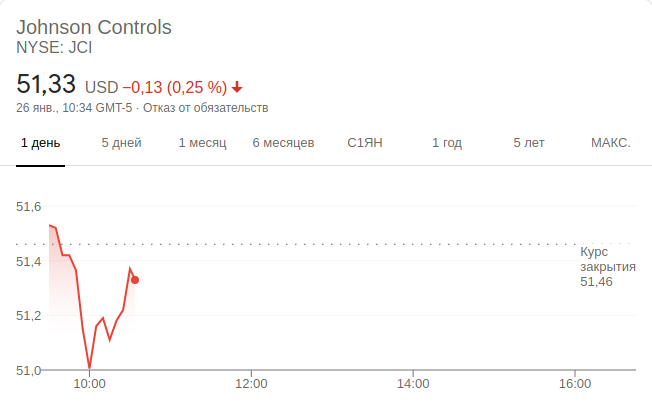 Johnson Controls
NYSE: JCI
51,33 USD −0,13 (0,25 %)
26 янв., 10:34 GMT-5 · Отказ от обязательств
1 день 5 дней 1 месяц 6 месяцев С1ЯН 1 год 5 лет МАКС.
51,6
Курс
закрытия
51,46
51,4
51,2
51,0
10:00 12:00 14:00 16:00